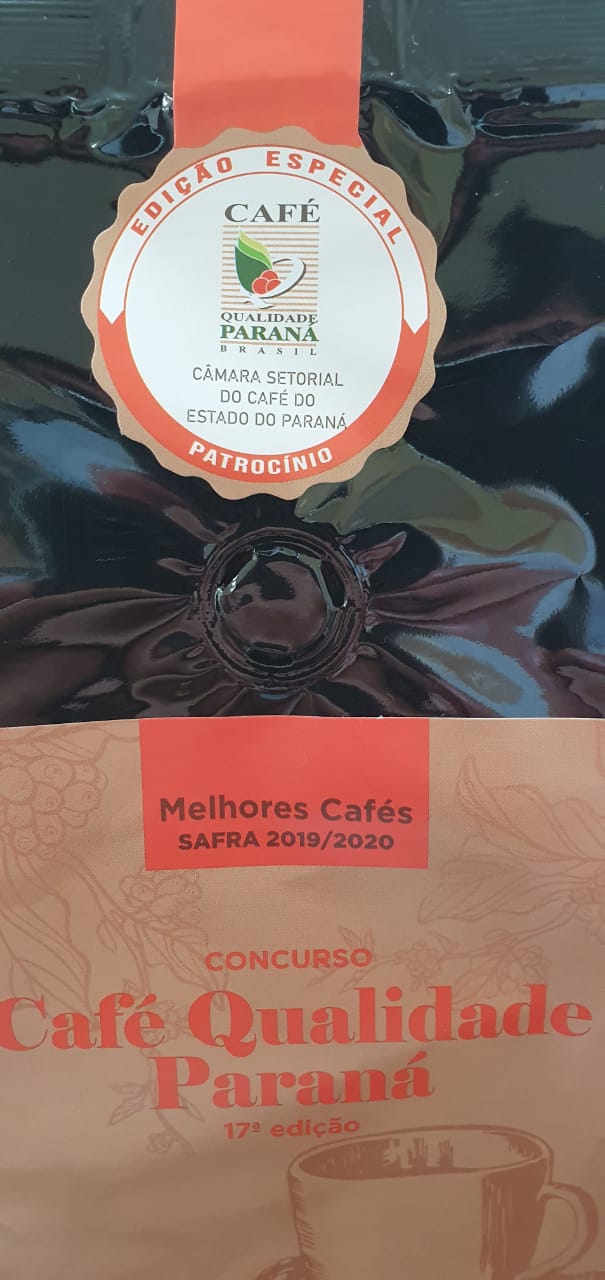 EDIÇÃO ESPECIAL
CAFÉ
QUALIDADE
PARANÁ
BRASIL
CÂMARA SETORIAL
DO CAFÉ DO
ESTADO DO PARANÁ
PATROCÍNIO
Melhores Cafés
SAFRA 2019/2020
CONCURSO
Café Qualidade
Paraná
17ª edição